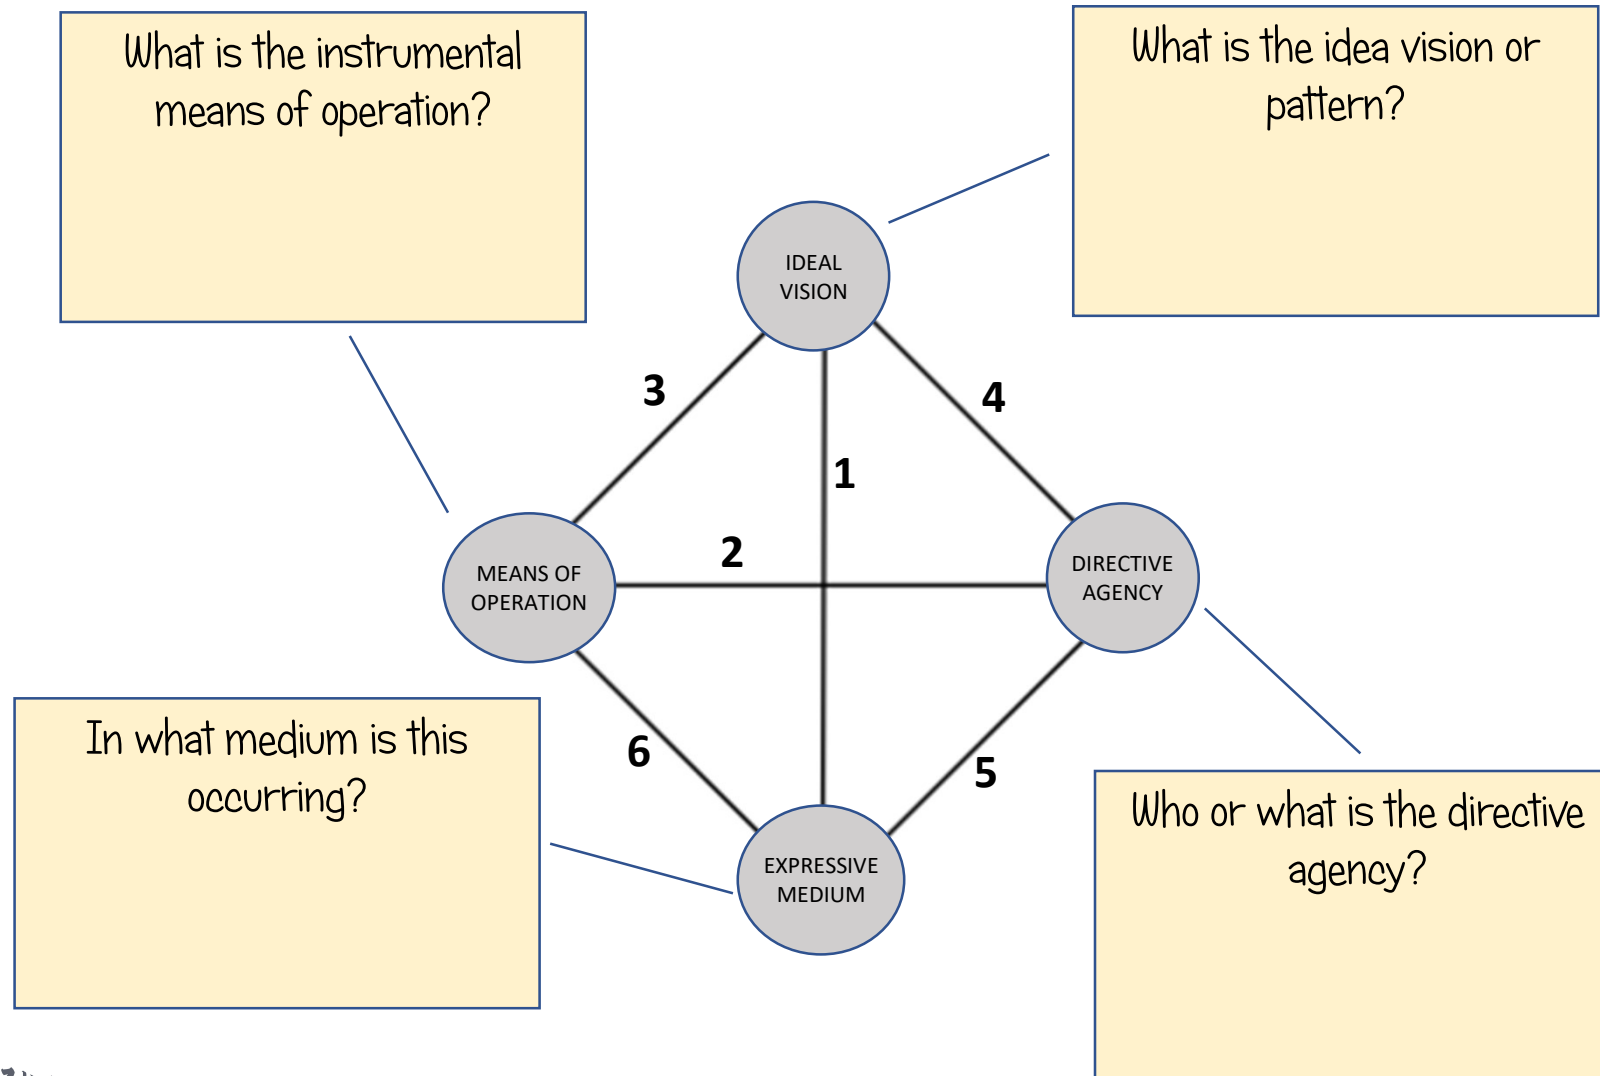 What is the instrumental
means of operation?
What is the idea vision or
pattern?
IDEAL
VISION
3
4
1
2
MEANS OF
OPERATION
DIRECTIVE
AGENCY
6
5
In what medium is this
occurring?
EXPRESSIVE
MEDIUM
Who or what is the directive
agency?